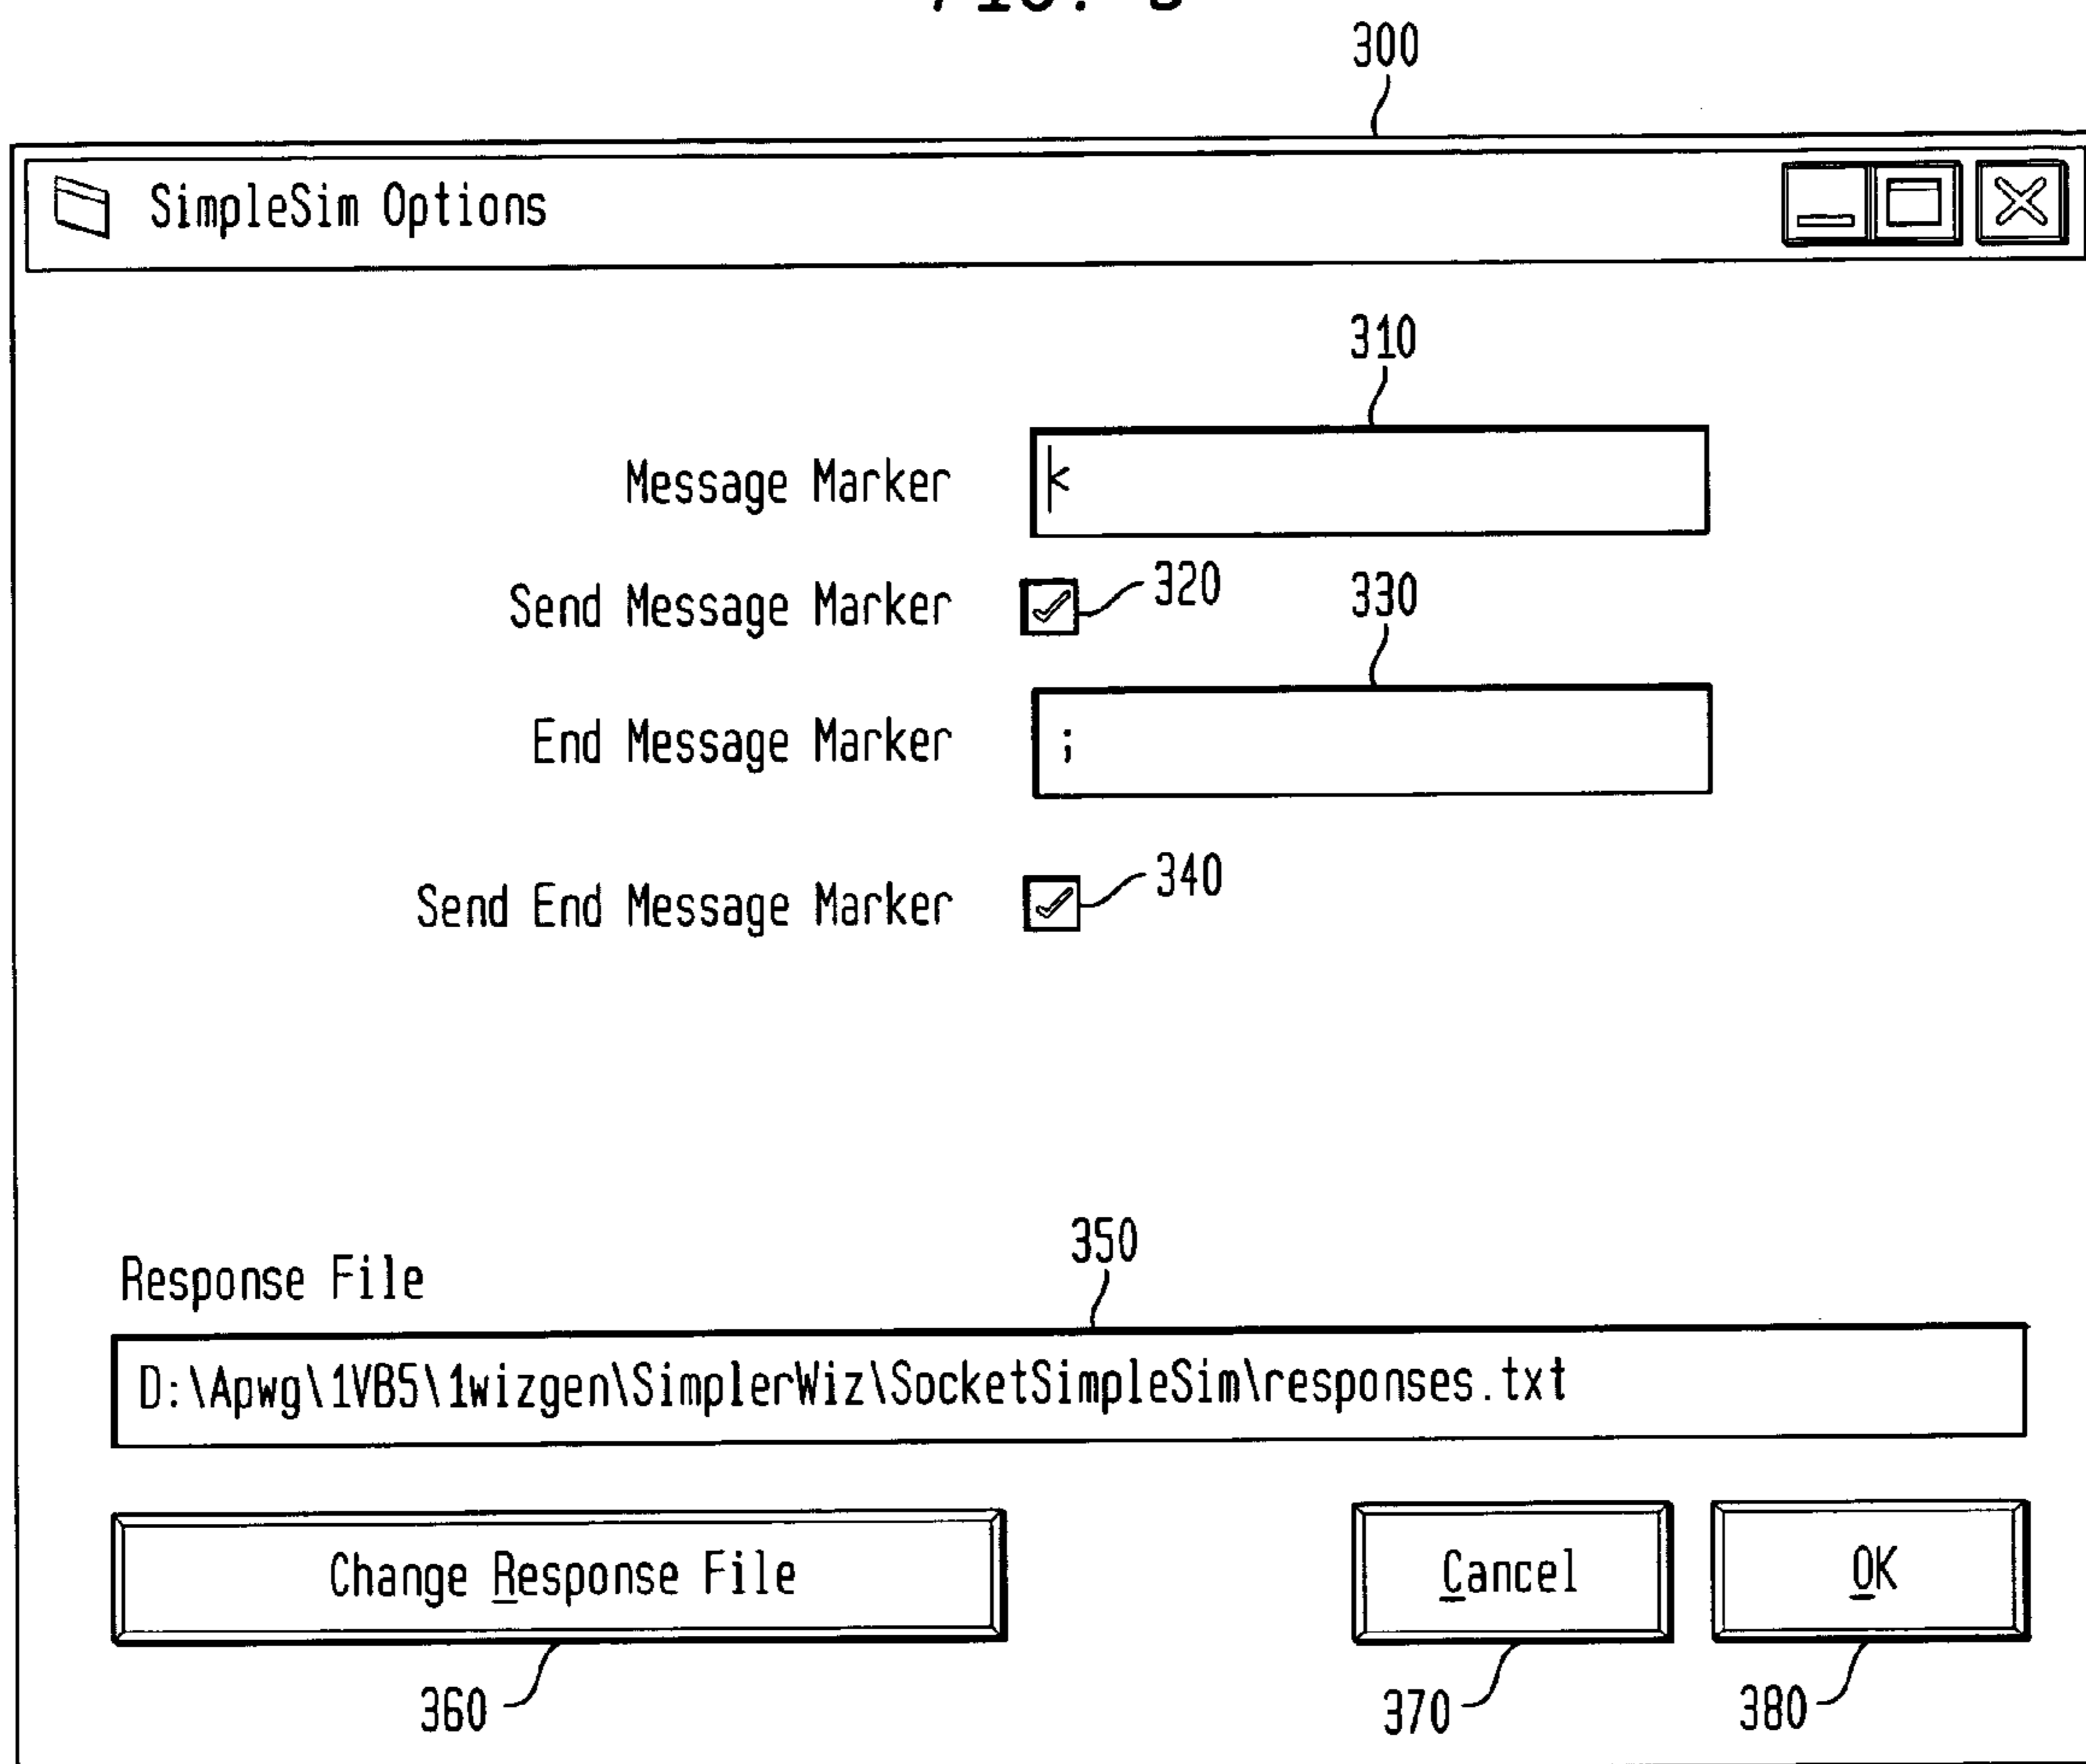 300
SimpleSim Options
310
Message Marker <
Send Message Marker 320
330
End Message Marker ;
Send End Message Marker 340
350
Response File
D:\Apwg\1VB5\1wizgen\SimplerWiz\SocketSimpleSim\responses.txt
Change Response File Cancel OK
360 370 380